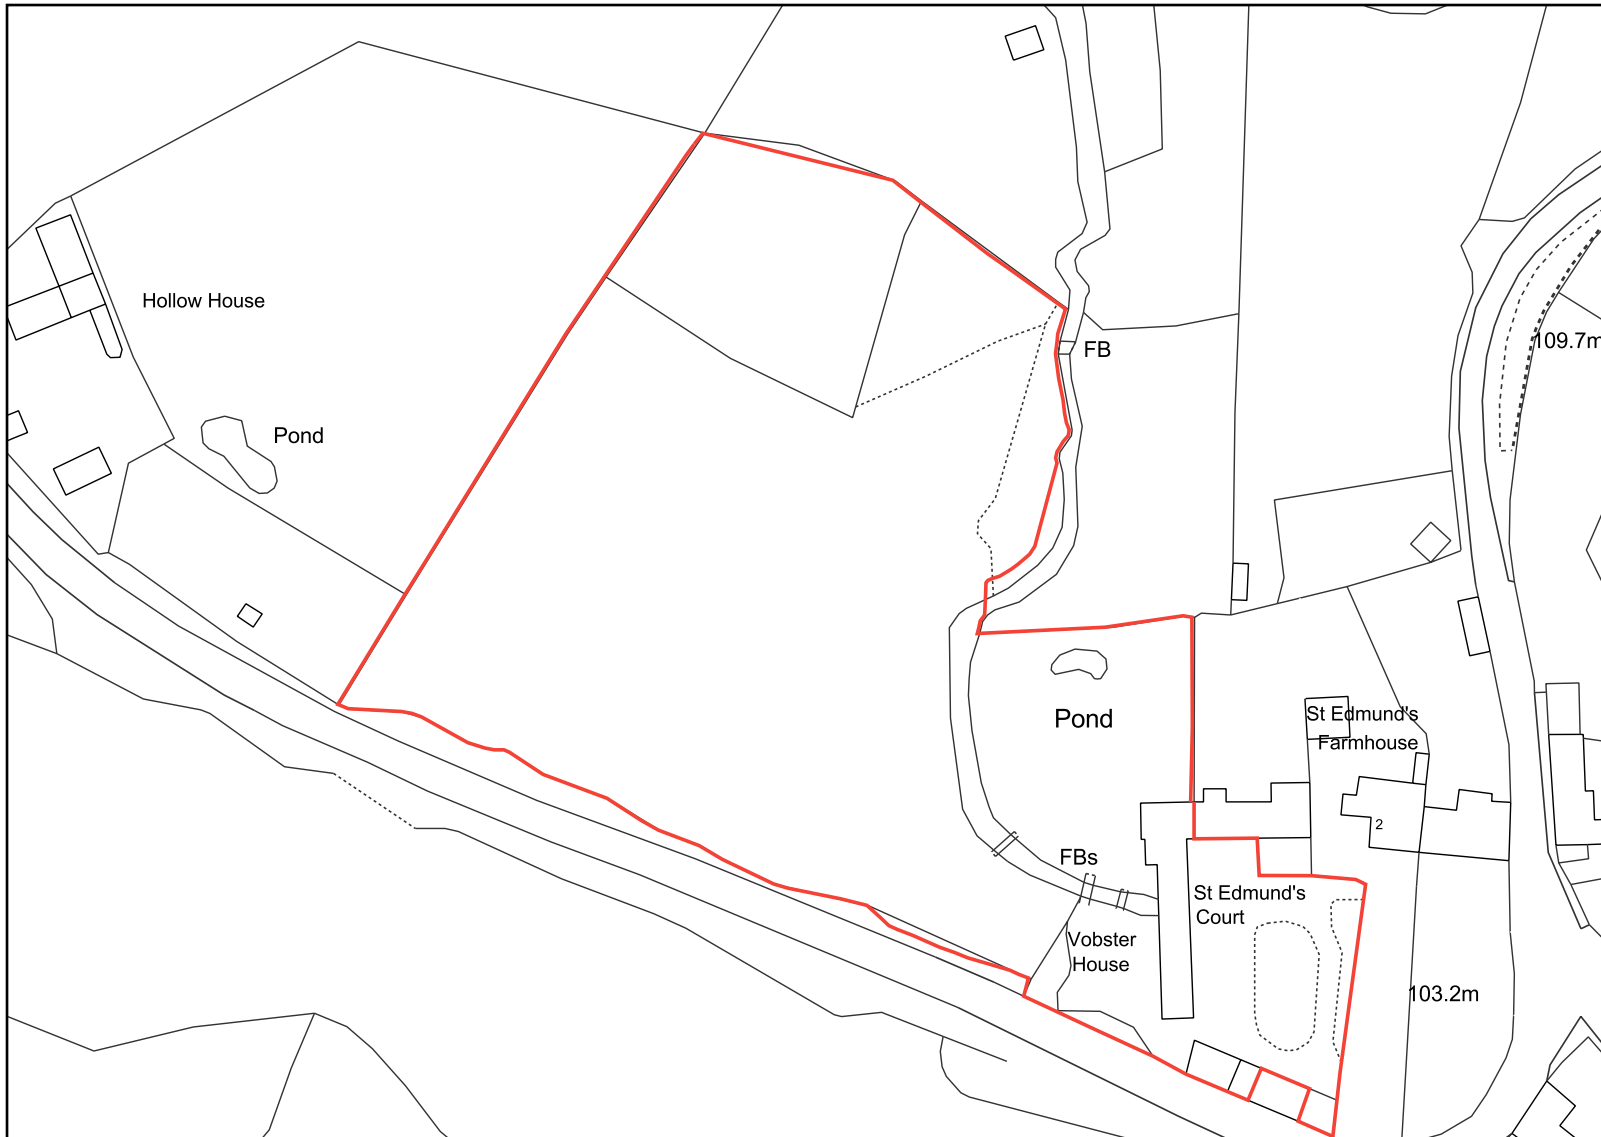 Hollow House
109.7m
FB
Pond
St Edmund's
Farmhouse
Pond
2
FBs
St Edmund's
Court
Vobster
House
103.2m